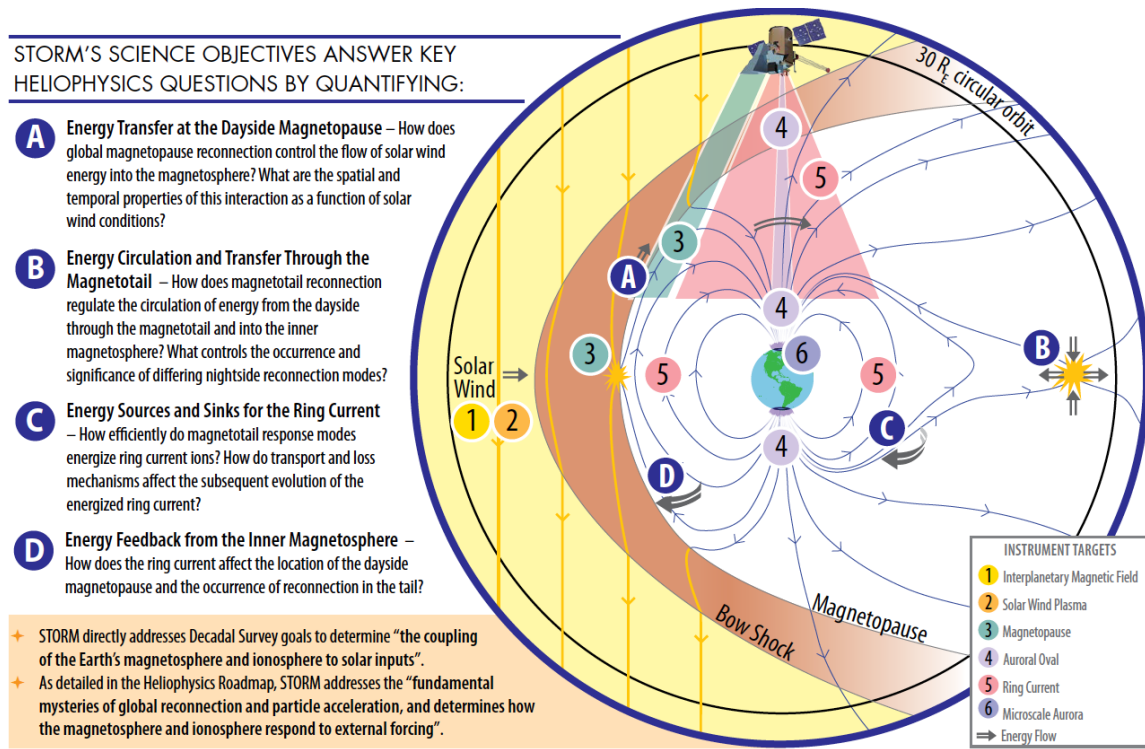 STORM'S SCIENCE OBJECTIVES ANSWER KEY
HELIOPHYSICS QUESTIONS BY QUANTIFYING:
A
Energy Transfer at the Dayside Magnetopause – How does
global magnetopause reconnection control the flow of solar wind
energy into the magnetosphere? What are the spatial and
temporal properties of this interaction as a function of solar
wind conditions?
B
Energy Circulation and Transfer Through the
Magnetotail – How does magnetotail reconnection
regulate the circulation of energy from the dayside
through the magnetotail and into the inner
magnetosphere? What controls the occurrence and
significance of differing nightside reconnection modes?
C
Energy Sources and Sinks for the Ring Current
– How efficiently do magnetotail response modes
energize ring current ions? How do transport and loss
mechanisms affect the subsequent evolution of the
energized ring current?
D
Energy Feedback from the Inner Magnetosphere –
How does the ring current affect the location of the dayside
magnetopause and the occurrence of reconnection in the tail?
STORM directly addresses Decadal Survey goals to determine "the coupling
of the Earth's magnetosphere and ionosphere to solar inputs".
As detailed in the Heliophysics Roadmap, STORM addresses the "fundamental
mysteries of global reconnection and particle acceleration, and determines how
the magnetosphere and ionosphere respond to external forcing".
30 R_E circular orbit
4
5
3
A
4
3
6
B
Solar
Wind
5
5
1
2
C
4
D
Magnetopause
Bow Shock
INSTRUMENT TARGETS
1 Interplanetary Magnetic Field
2 Solar Wind Plasma
3 Magnetopause
4 Auroral Oval
5 Ring Current
6 Microscale Aurora
Energy Flow